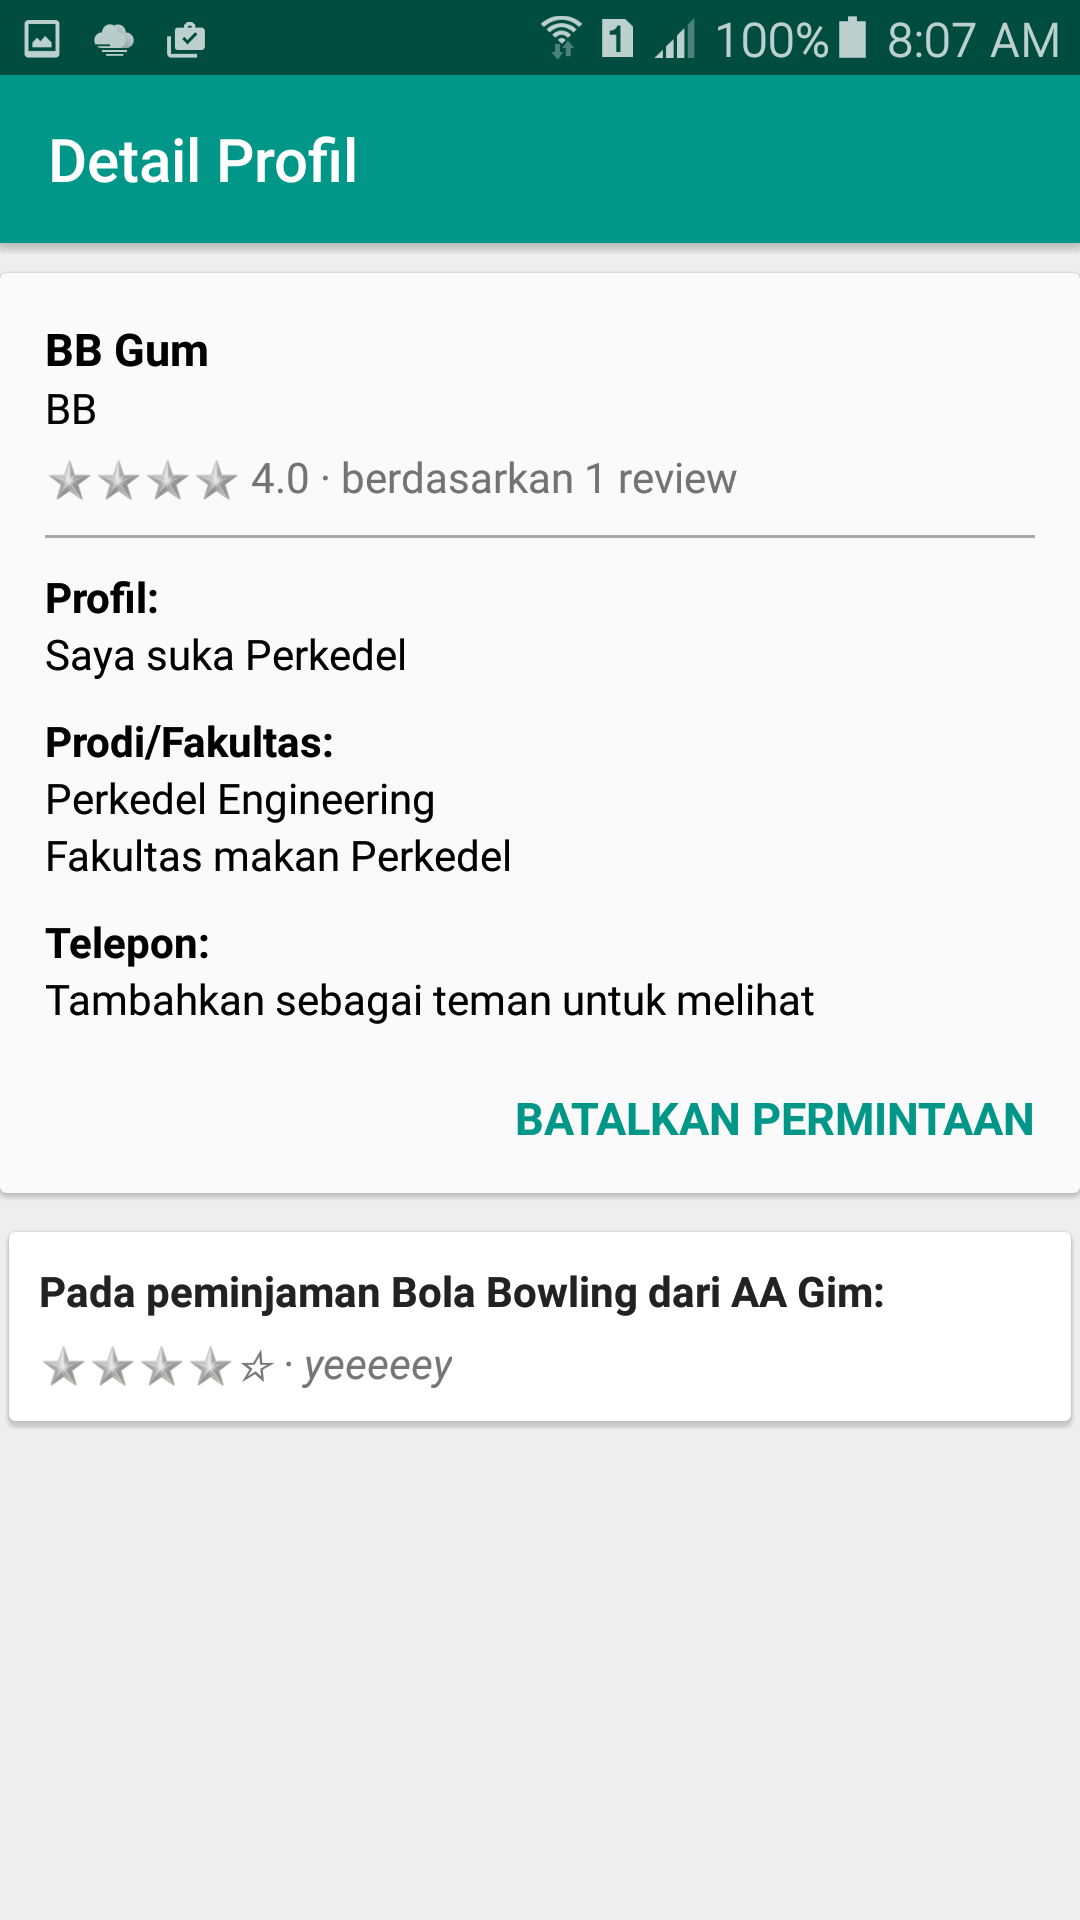 1 100% 8:07 AM
Detail Profil
BB Gum
BB
★★★★ 4.0 · berdasarkan 1 review
Profil:
Saya suka Perkedel
Prodi/Fakultas:
Perkedel Engineering
Fakultas makan Perkedel
Telepon:
Tambahkan sebagai teman untuk melihat
BATALKAN PERMINTAAN
Pada peminjaman Bola Bowling dari AA Gim:
★★★★☆ · yeeeeey